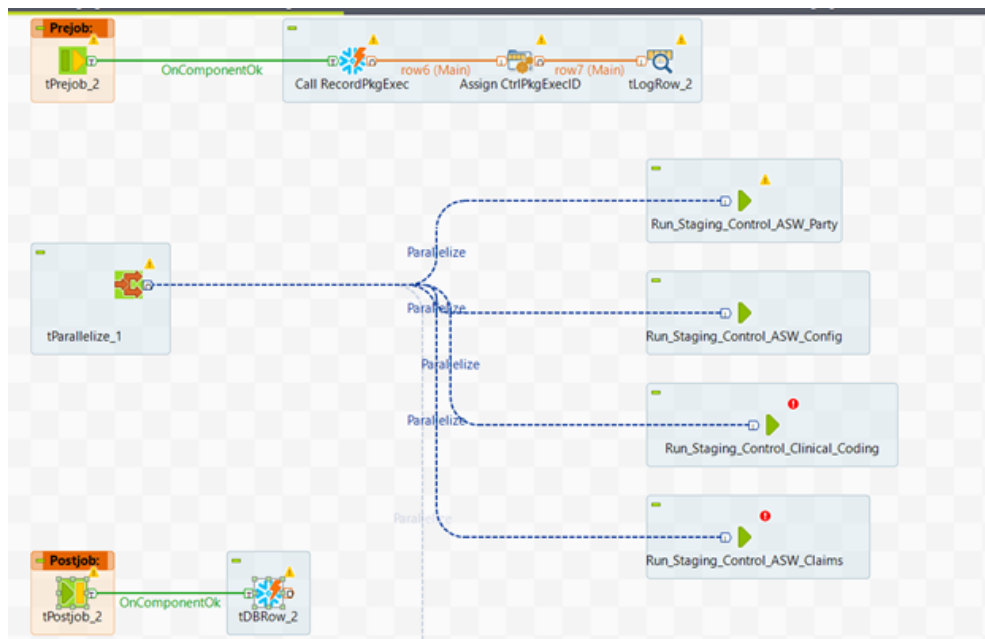 Prejob:
OnComponentOk
row6 (Main)
row7 (Main)
tPrejob_2
Call RecordPkgExec
Assign CtrlPkgExecID
tLogRow_2
Run_Staging_Control_ASW_Party
Parallelize
Parallelize
tParallelize_1
Run_Staging_Control_ASW_Config
Parallelize
Parallelize
Run_Staging_Control_Clinical_Coding
Parallelize
Postjob:
Run_Staging_Control_ASW_Claims
OnComponentOk
tPostjob_2
tDBRow_2